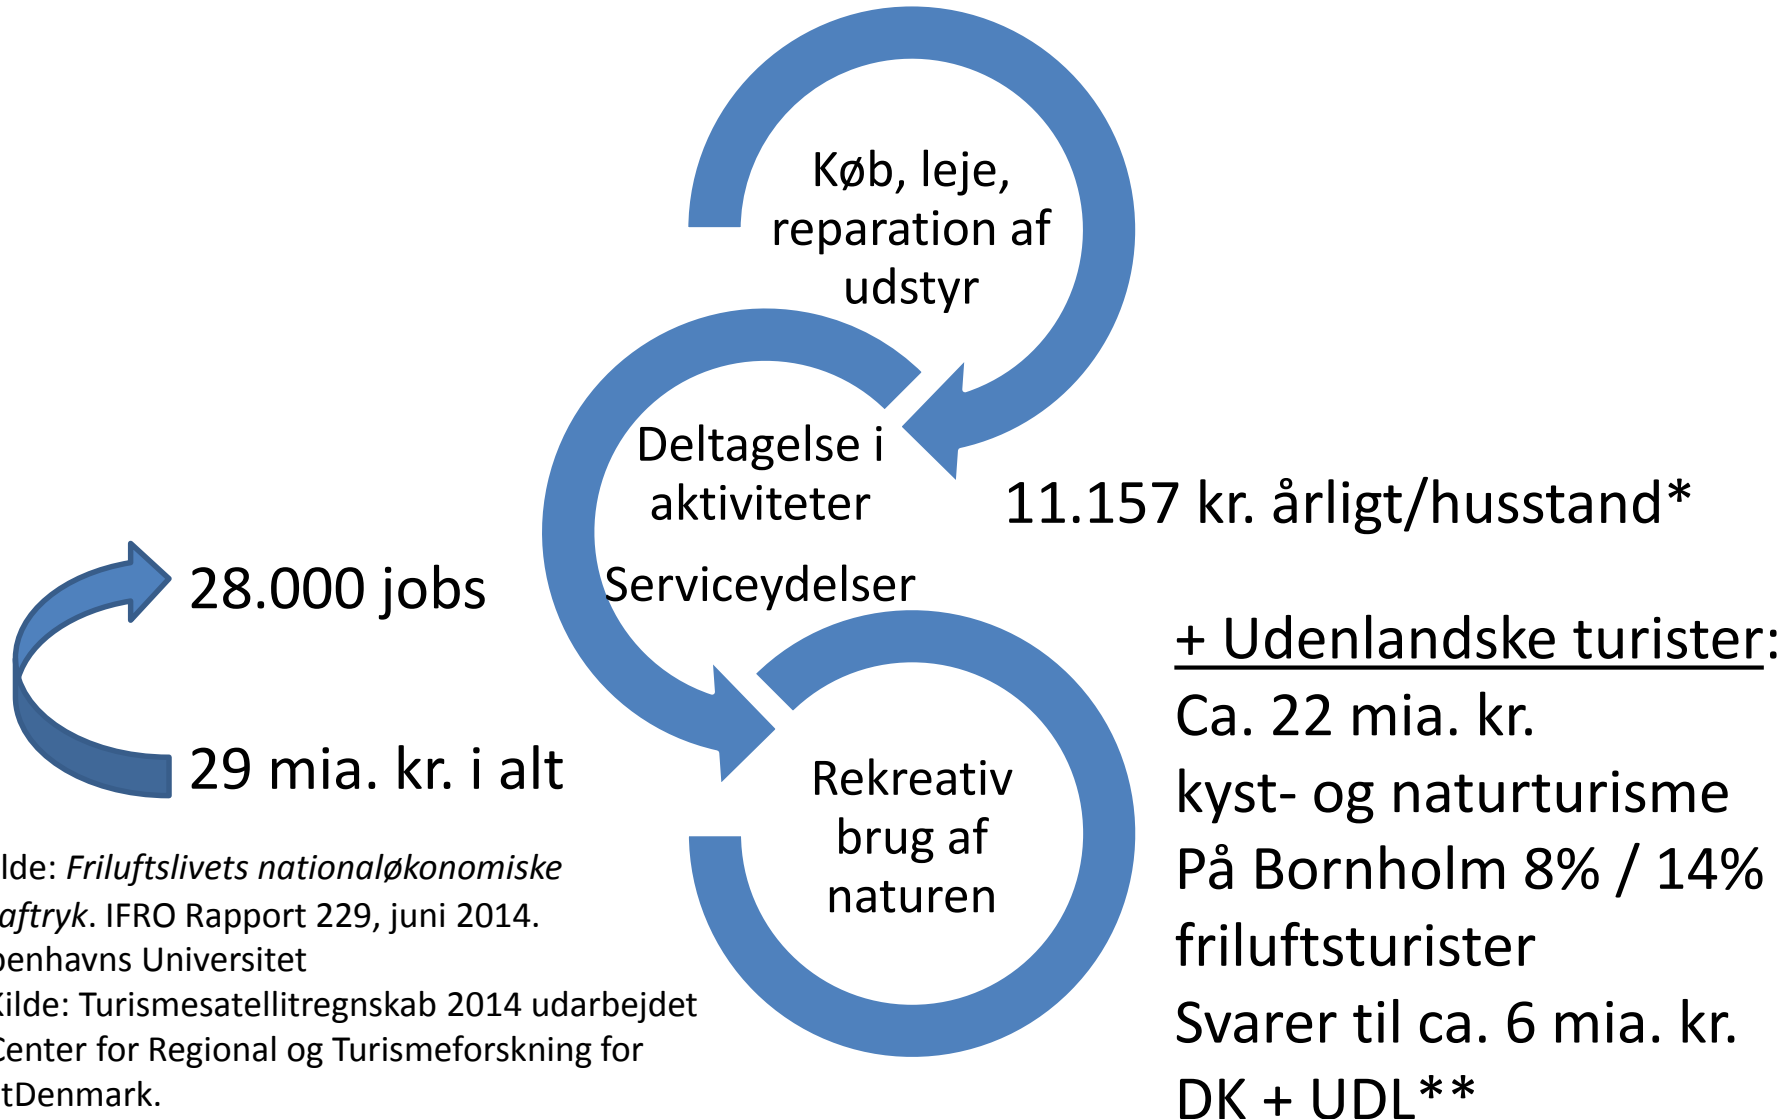 Køb, leje,
reparation af
udstyr
Deltagelse i
aktiviteter
Serviceydelser
Rekreativ
brug af
naturen
11.157 kr. årligt/husstand*
28.000 jobs
29 mia. kr. i alt
+ Udenlandske turister:
Ca. 22 mia. kr.
kyst- og naturturisme
På Bornholm 8% / 14%
friluftsturister
Svarer til ca. 6 mia. kr.
DK + UDL**
ilde: Friluftslivets nationaløkonomiske
aftryk. IFRO Rapport 229, juni 2014.
benhavns Universitet
Kilde: Turismesatellitregnskab 2014 udarbejdet
Center for Regional og Turismeforskning for
tDenmark.